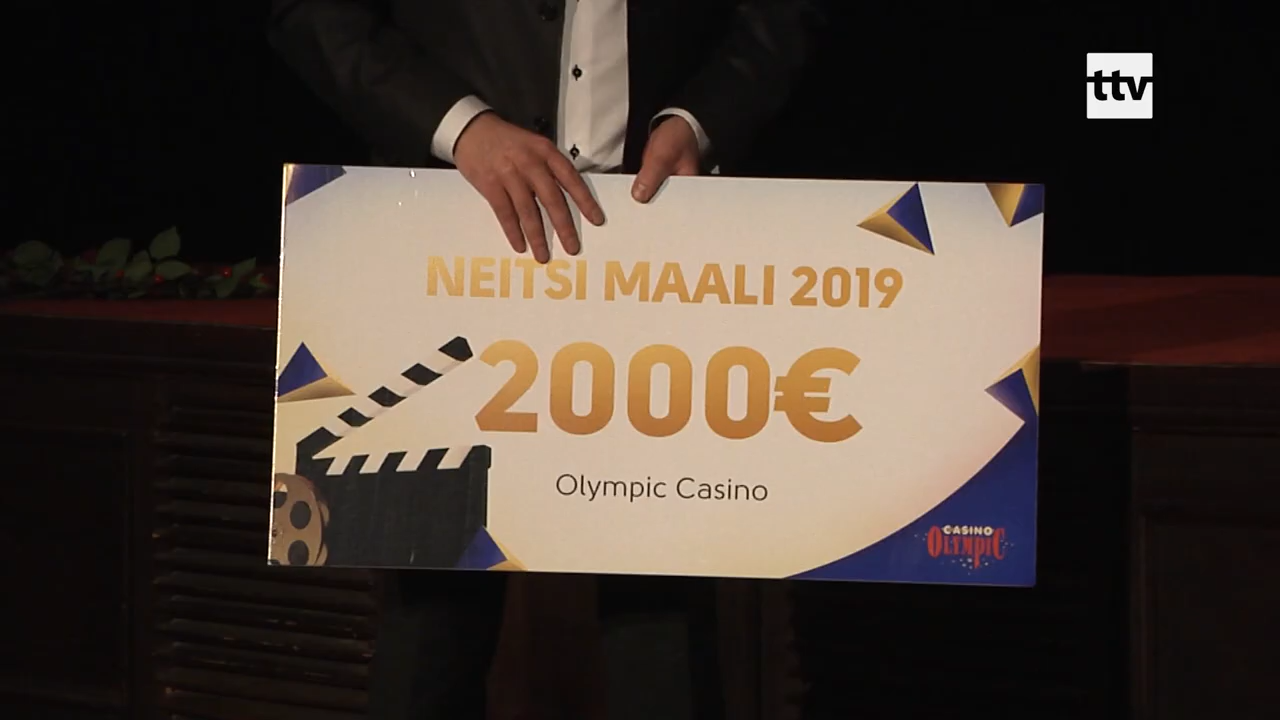 ttv
NEITSI MAALI 2019
2000€
Olympic Casino
CASINO
OLYMPIC